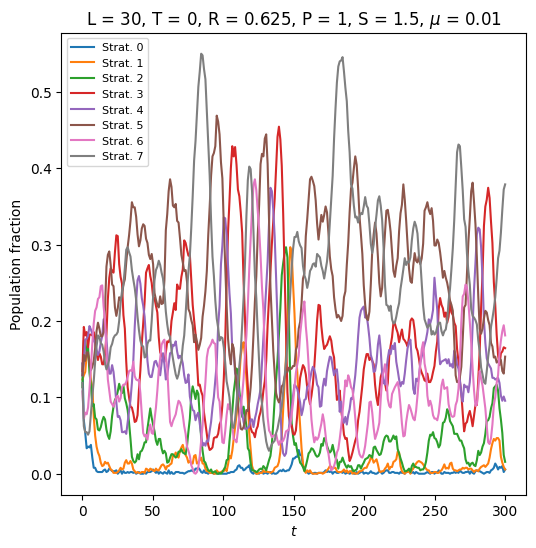 L = 30, T = 0, R = 0.625, P = 1, S = 1.5, μ = 0.01
Strat. 0
Strat. 1
Strat. 2
Strat. 3
Strat. 4
Strat. 5
Strat. 6
Strat. 7
Population fraction
0.5
0.4
0.3
0.2
0.1
0.0
0 50 100 150 200 250 300
t